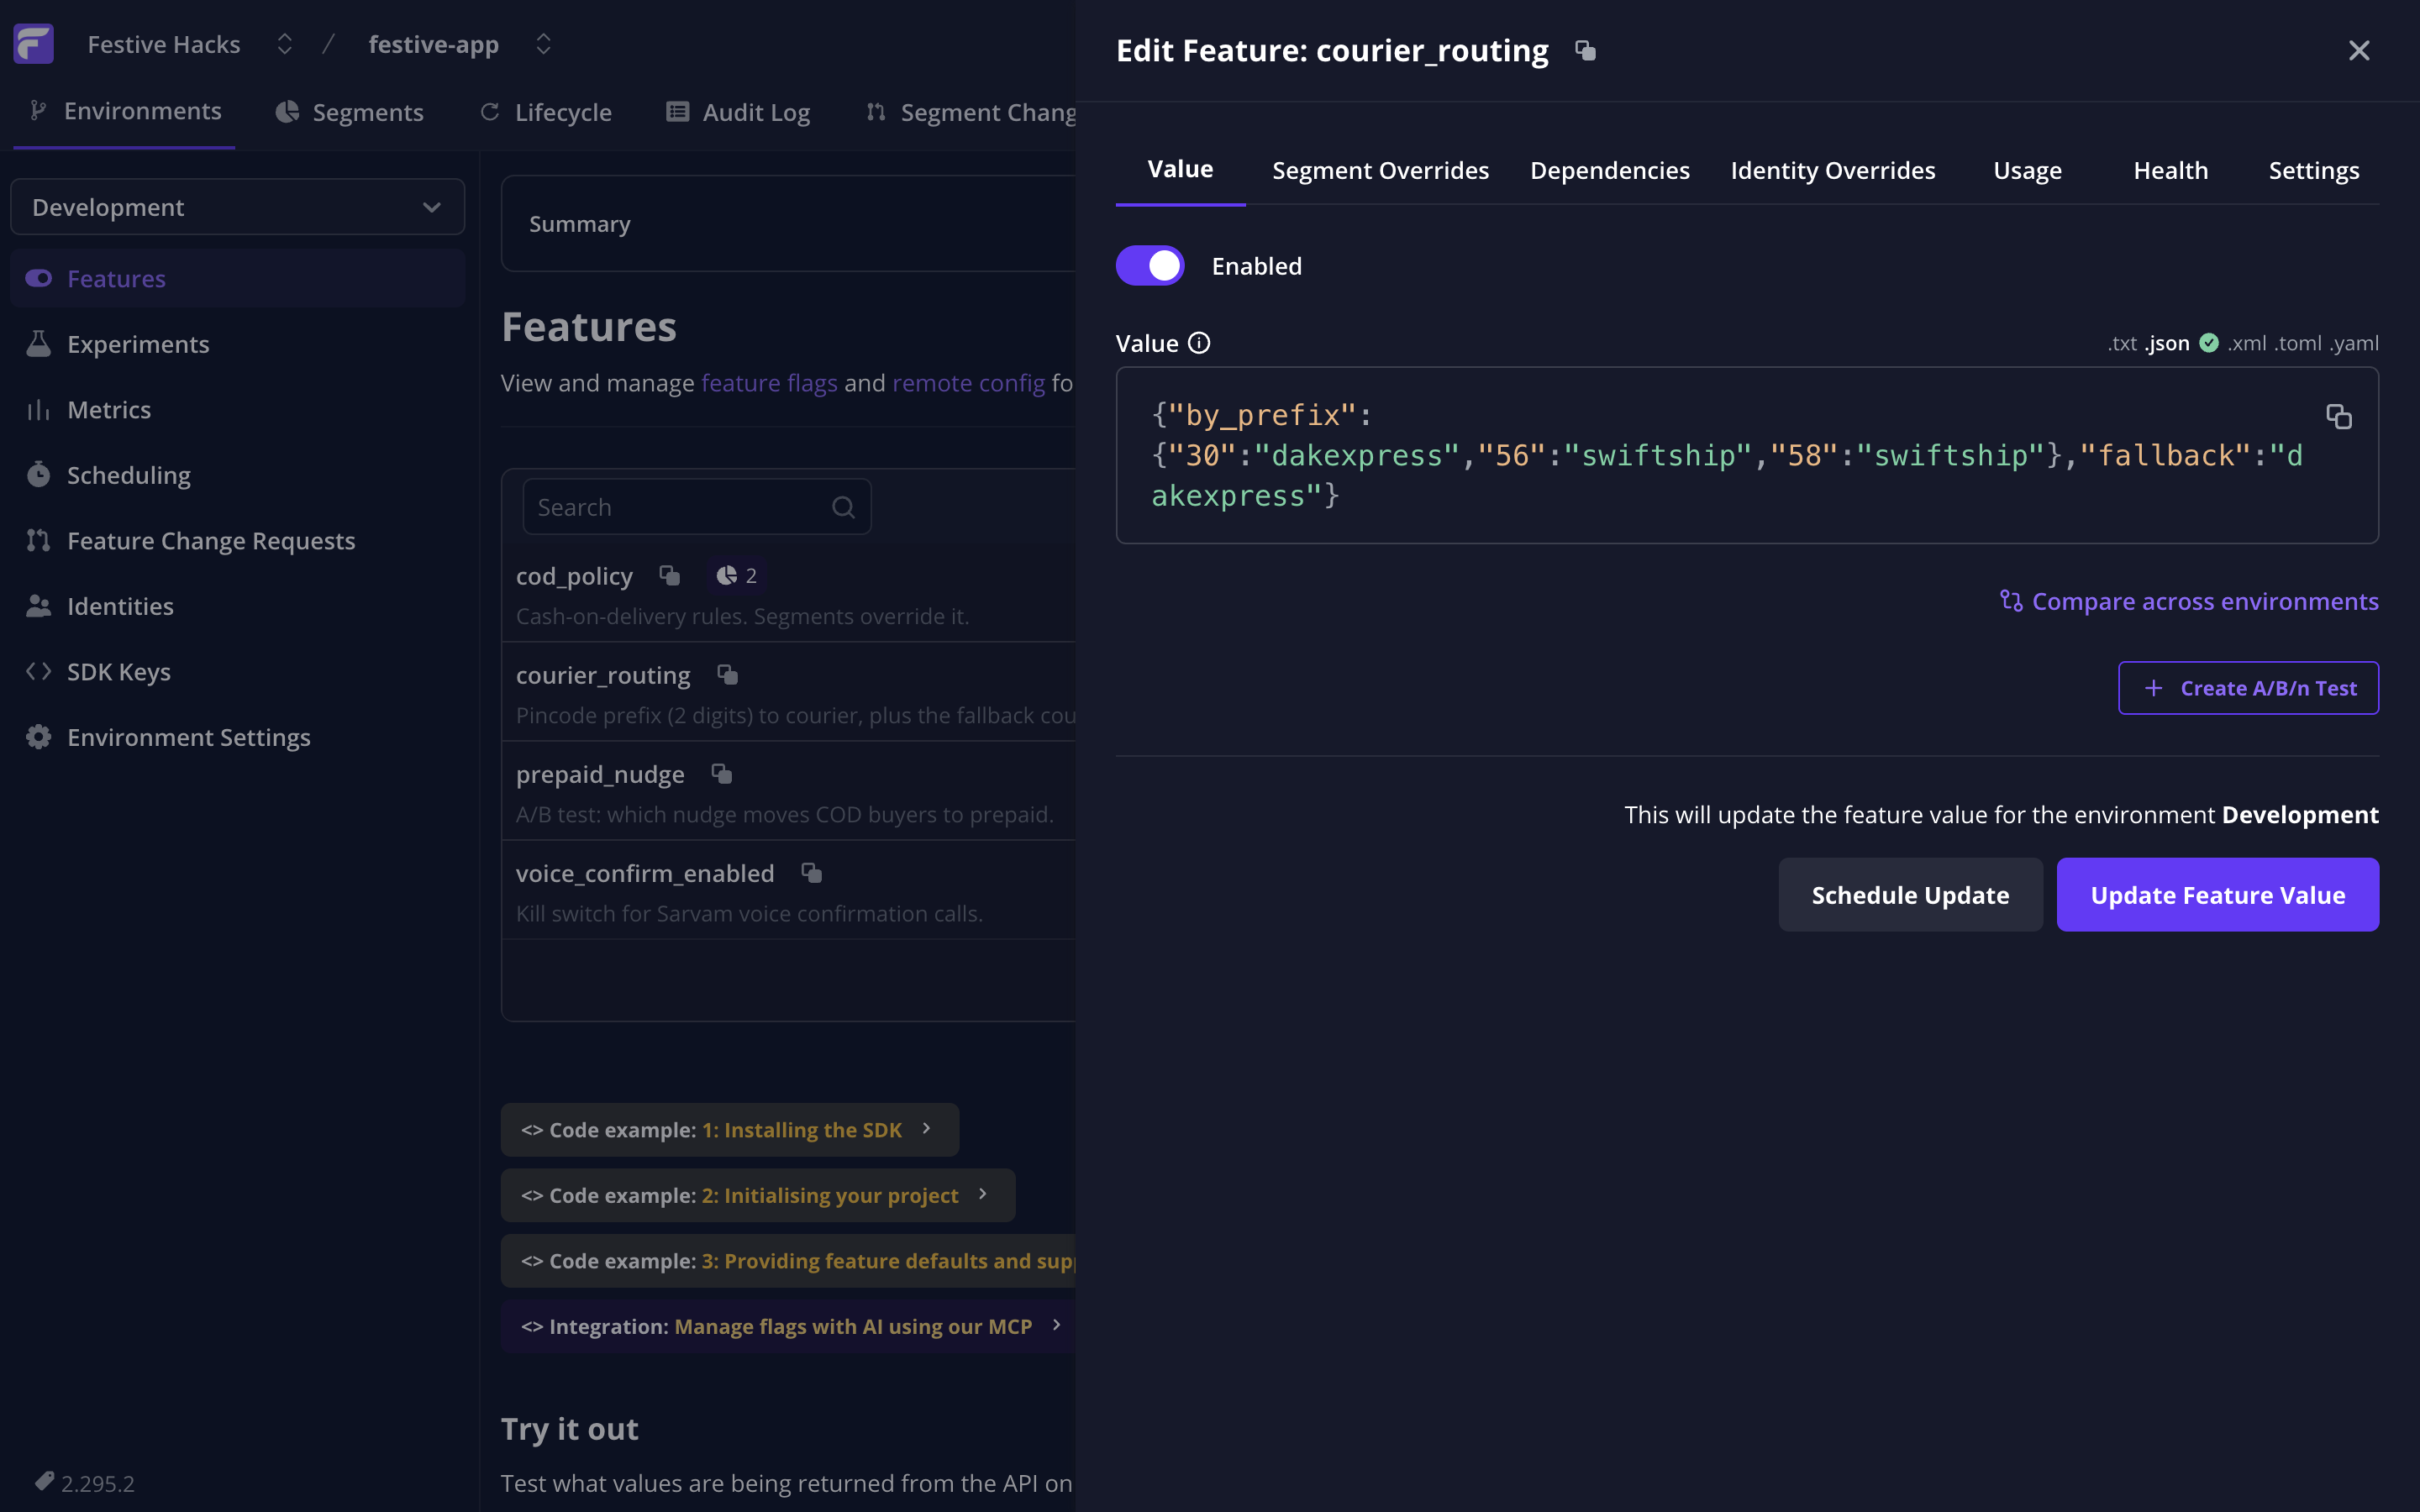 Festive Hacks / festive-app
Environments Segments Lifecycle Audit Log Segment Chang
Development
Features
Experiments
Metrics
Scheduling
Feature Change Requests
Identities
SDK Keys
Environment Settings
2.295.2
Summary
Features
View and manage feature flags and remote config fo
Search
cod_policy 2
Cash-on-delivery rules. Segments override it.
courier_routing
Pincode prefix (2 digits) to courier, plus the fallback cou
prepaid_nudge
A/B test: which nudge moves COD buyers to prepaid.
voice_confirm_enabled
Kill switch for Sarvam voice confirmation calls.
<> Code example: 1: Installing the SDK
<> Code example: 2: Initialising your project
<> Code example: 3: Providing feature defaults and supp
<> Integration: Manage flags with AI using our MCP
Try it out
Test what values are being returned from the API on
Edit Feature: courier_routing
Value Segment Overrides Dependencies Identity Overrides Usage Health Settings
Enabled
Value .txt .json .xml .toml .yaml
{"by_prefix":
{"30":"dakexpress","56":"swiftship","58":"swiftship"},"fallback":"d
akexpress"}
Compare across environments
Create A/B/n Test
This will update the feature value for the environment Development
Schedule Update Update Feature Value